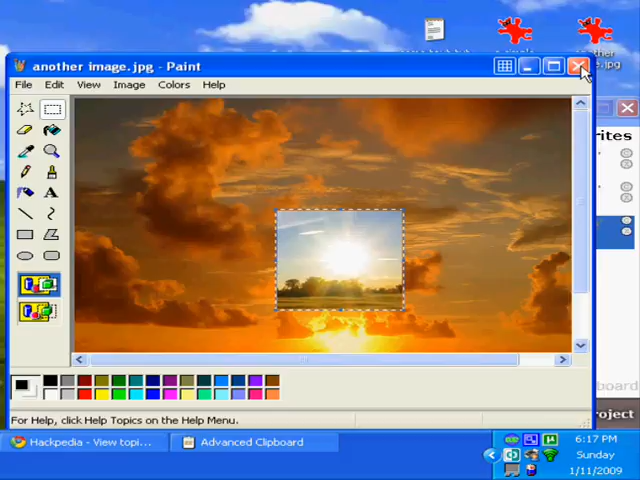 another image.jpg - Paint
File Edit View Image Colors Help
rites
For Help, click Help Topics on the Help Menu.
oject
Hackpedia - View topi...
Advanced Clipboard
6:17 PM
Sunday
1/11/2009